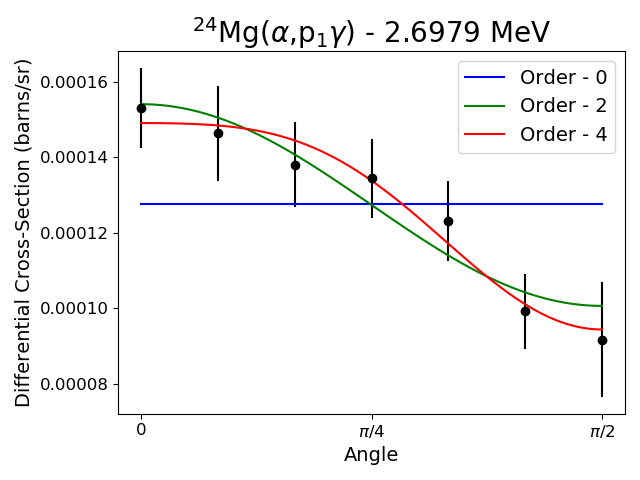 ²⁴Mg(α,p₁γ) - 2.6979 MeV
Differential Cross-Section (barns/sr)
0.00016
0.00014
0.00012
0.00010
0.00008
Order - 0
Order - 2
Order - 4
0
π/4
π/2
Angle